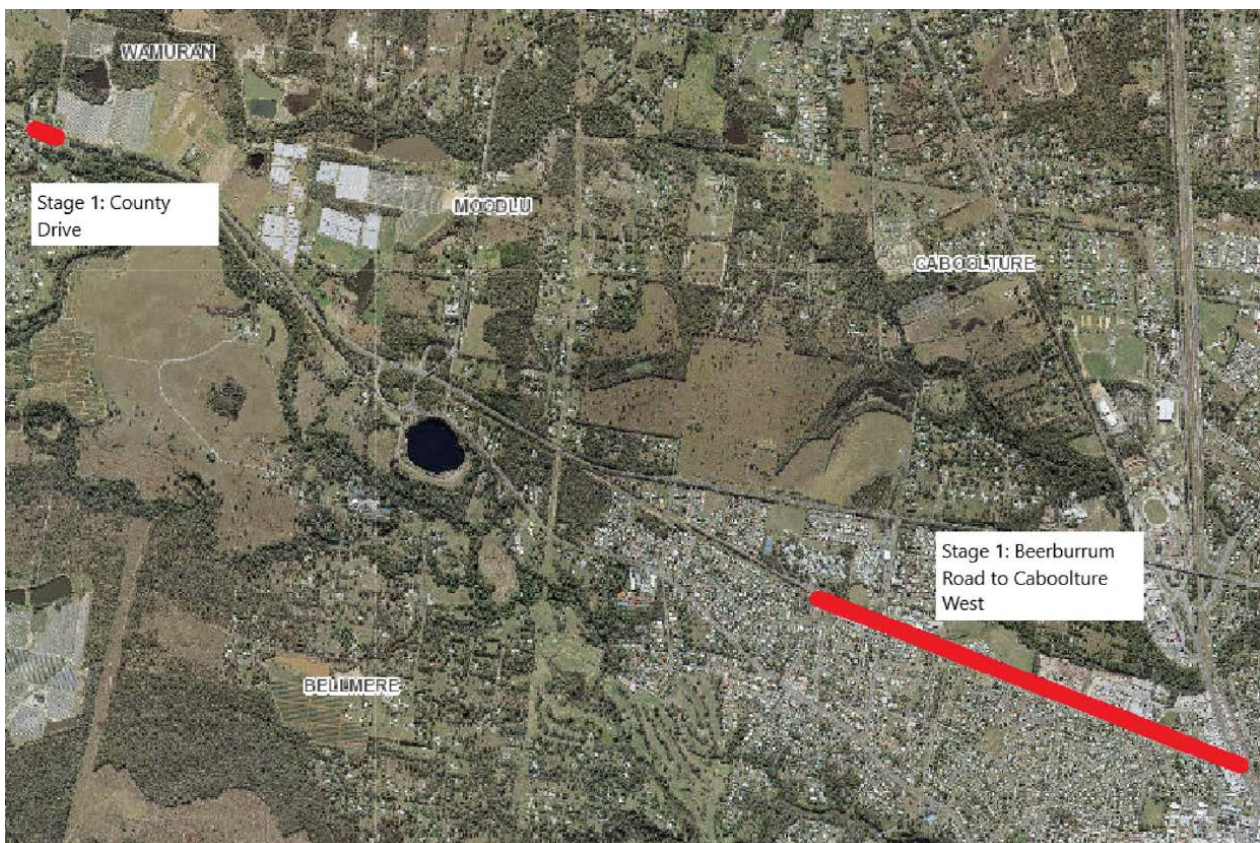 WAMURAN
Stage 1: County
Drive
MOODLU
CABOOLTURE
Stage 1: Beerburrum
Road to Caboolture
West
BELLMERE